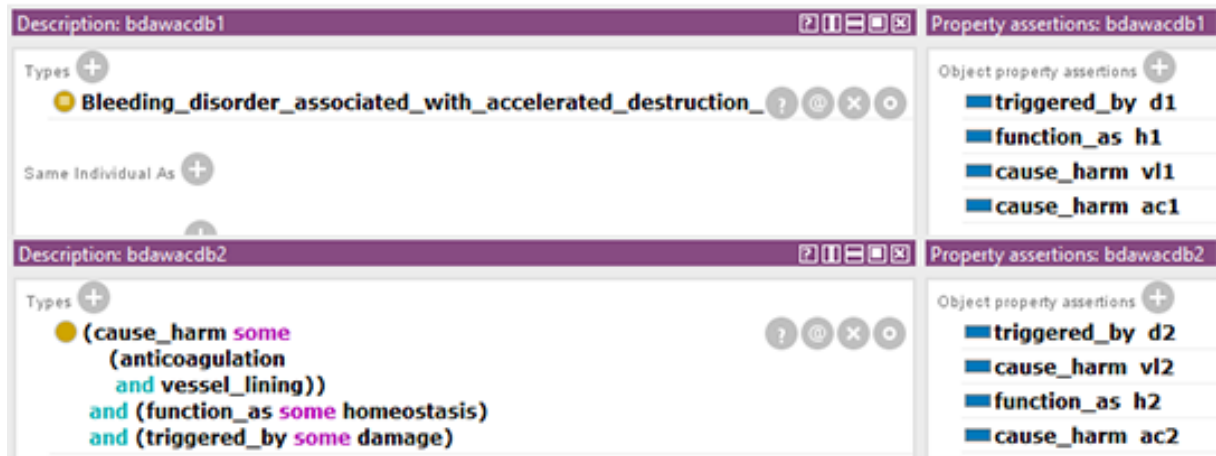 Description: bdawacdb1
Types
Bleeding_disorder_associated_with_accelerated_destruction_
Same Individual As
Property assertions: bdawacdb1
Object property assertions
triggered_by d1
function_as h1
cause_harm vl1
cause_harm ac1
Description: bdawacdb2
Types
(cause_harm some
(anticoagulation
and vessel_lining))
and (function_as some homeostasis)
and (triggered_by some damage)
Property assertions: bdawacdb2
Object property assertions
triggered_by d2
cause_harm vl2
function_as h2
cause_harm ac2